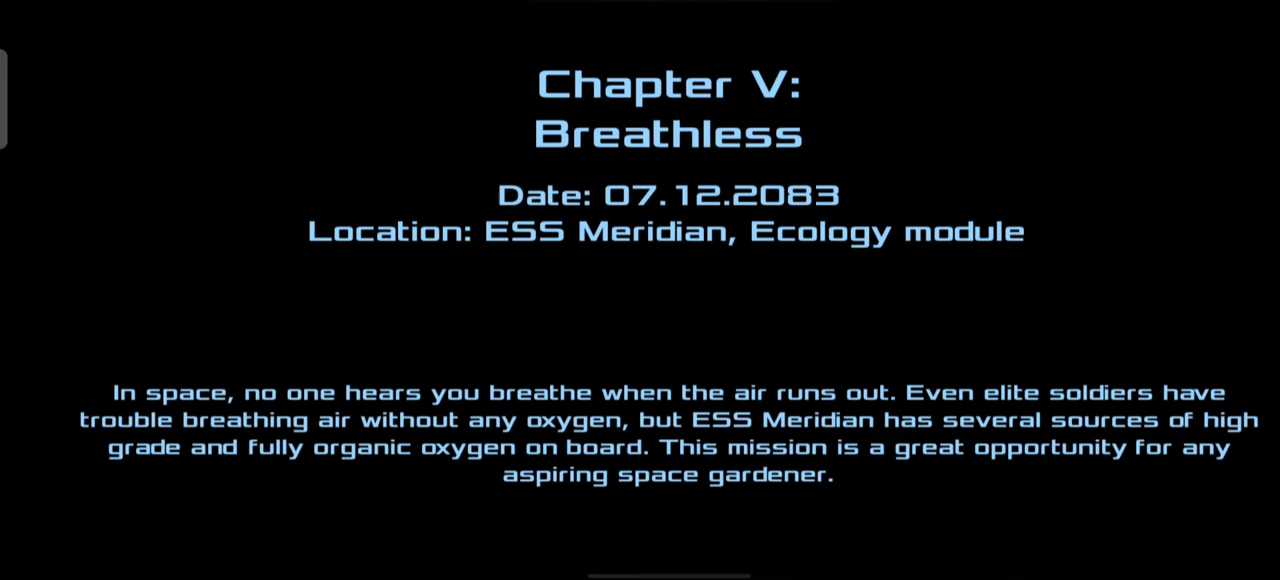 Chapter V:
Breathless
Date: 07.12.2083
Location: ESS Meridian, Ecology module
In space, no one hears you breathe when the air runs out. Even elite soldiers have
trouble breathing air without any oxygen, but ESS Meridian has several sources of high
grade and fully organic oxygen on board. This mission is a great opportunity for any
aspiring space gardener.